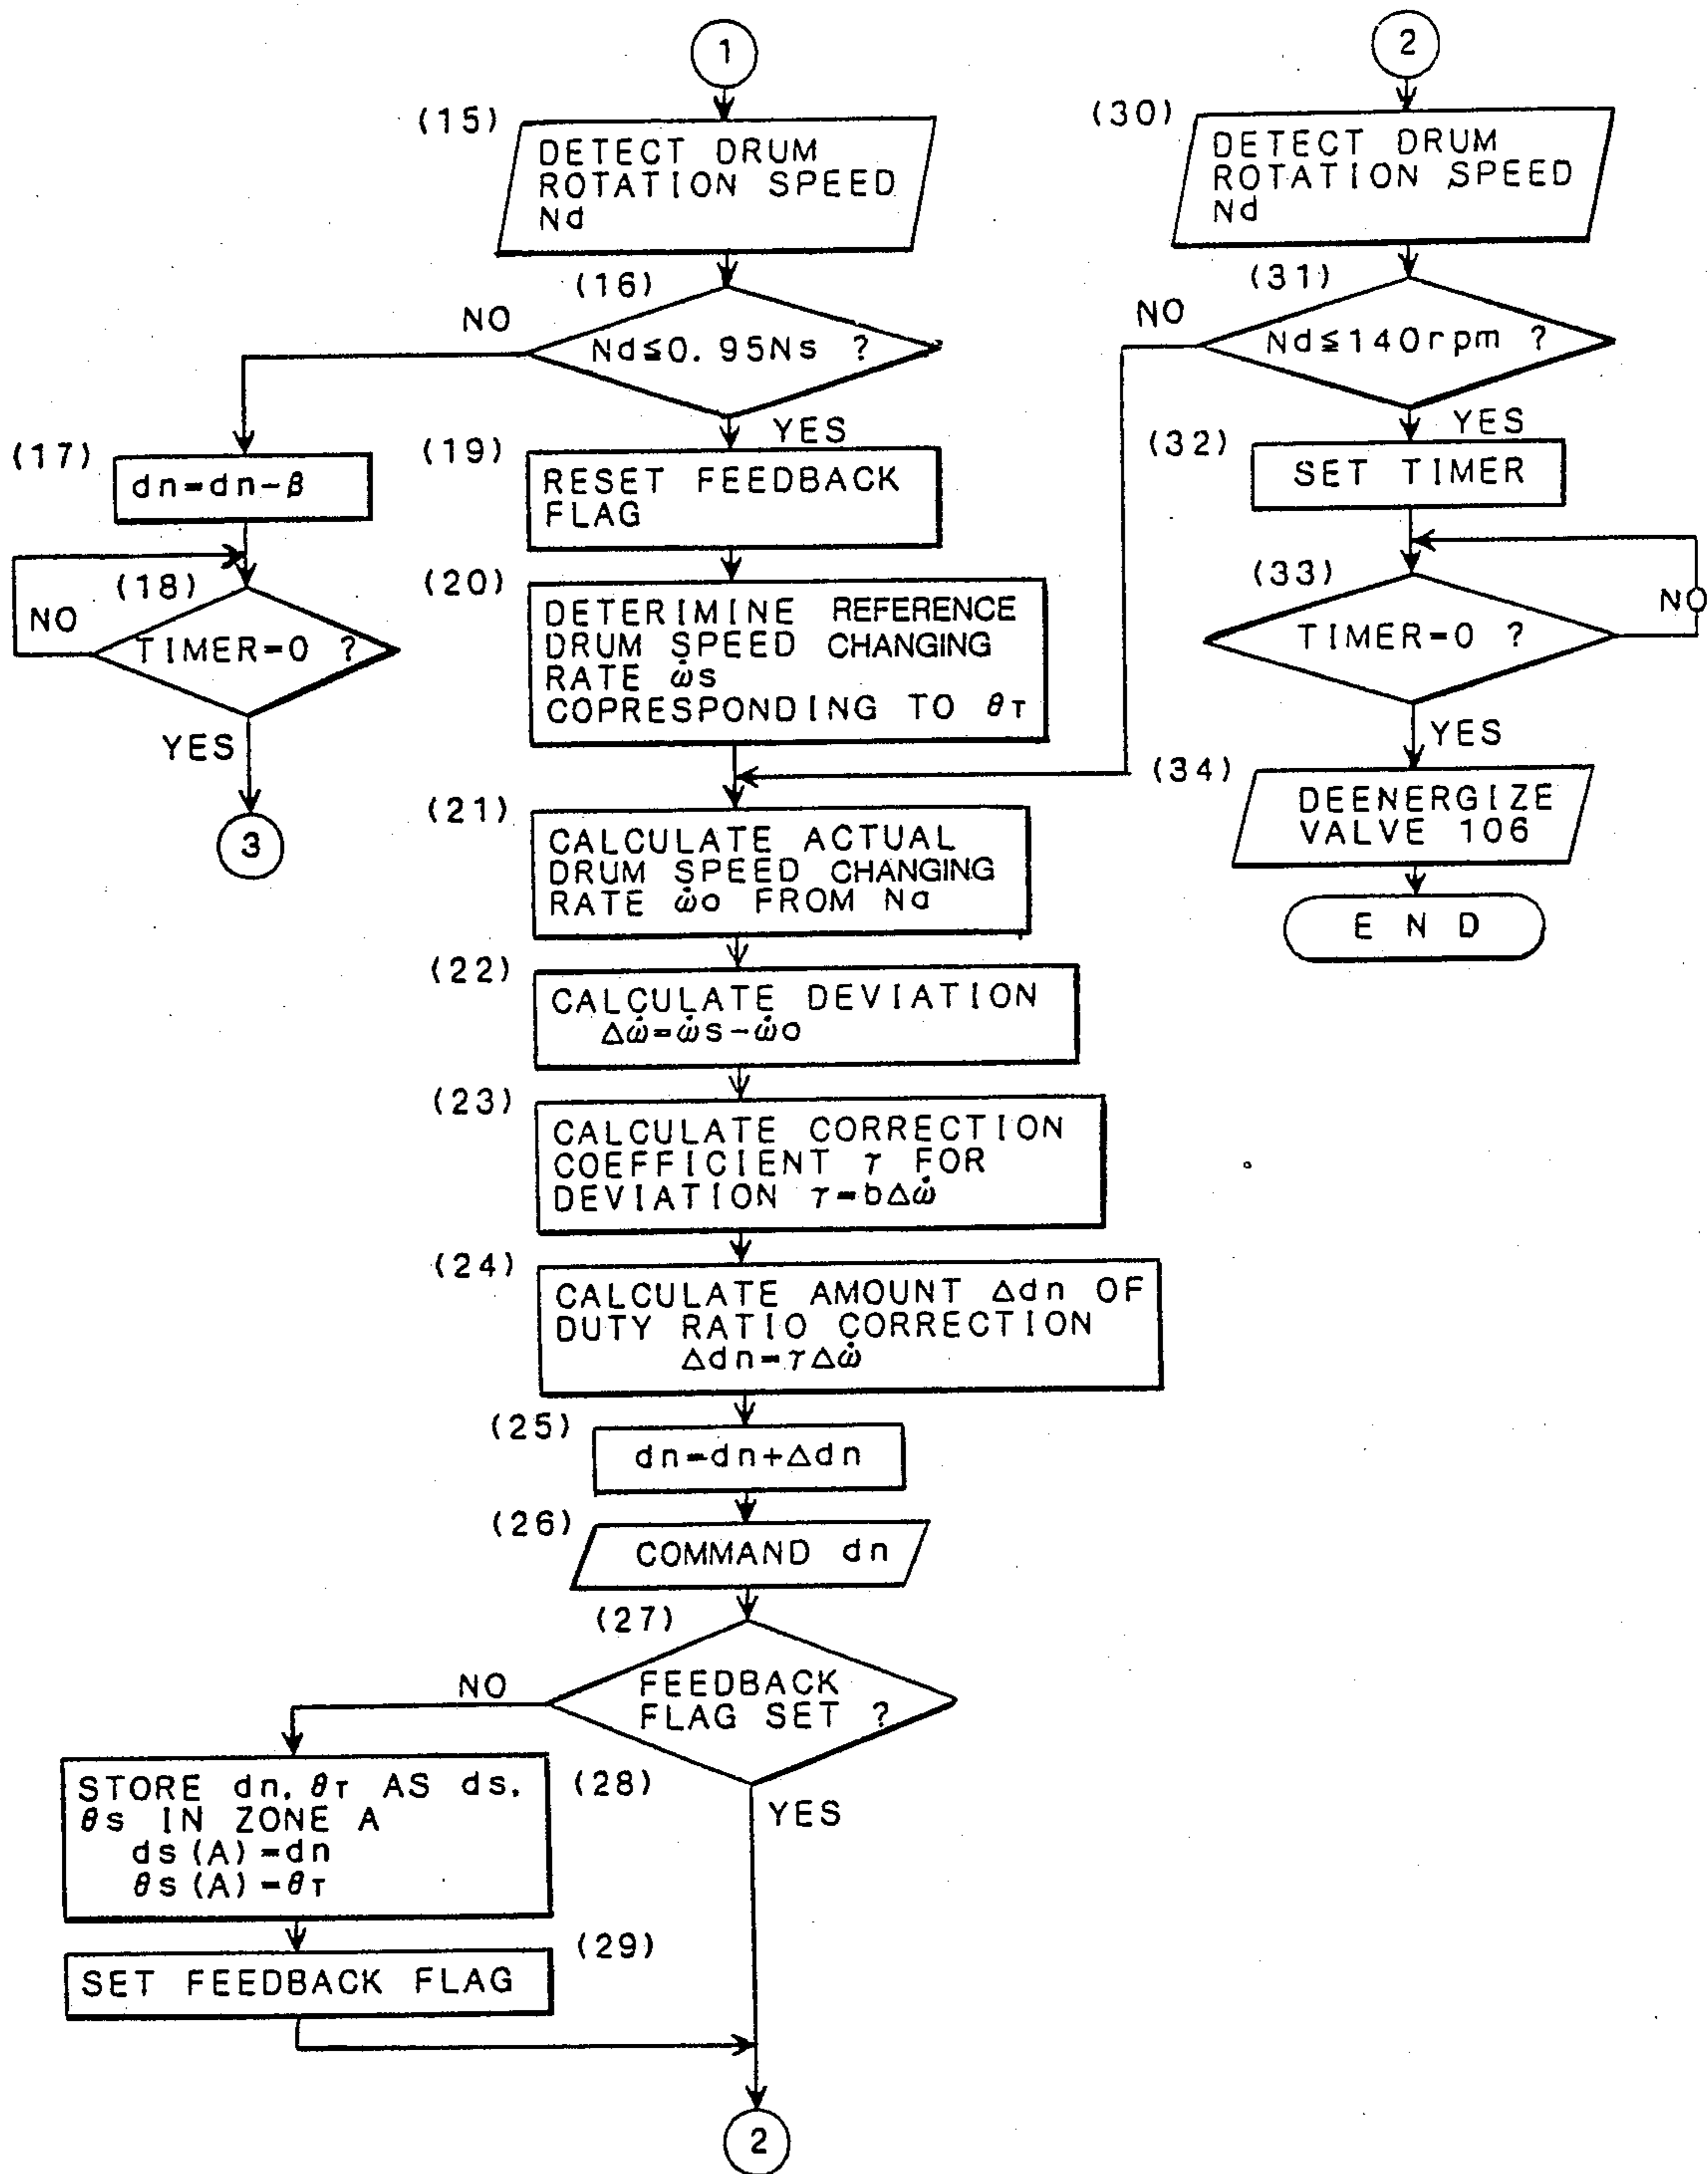 1
(15)
DETECT DRUM
ROTATION SPEED
Nd
(16)
NO
Nd≦0.95Ns ?
YES
(17)
dn=dn-β
(18)
NO
TIMER=0 ?
YES
3
(19)
RESET FEEDBACK
FLAG
(20)
DETERIMINE REFERENCE
DRUM SPEED CHANGING
RATE ω̇s
COPRESPONDING TO θT
(21)
CALCULATE ACTUAL
DRUM SPEED CHANGING
RATE ω̇o FROM Nd
(22)
CALCULATE DEVIATION
Δω̇=ω̇s-ω̇o
(23)
CALCULATE CORRECTION
COEFFICIENT γ FOR
DEVIATION γ=bΔω̇
(24)
CALCULATE AMOUNT Δdn OF
DUTY RATIO CORRECTION
Δdn=γΔω̇
(25)
dn=dn+Δdn
(26)
COMMAND dn
(27)
FEEDBACK
FLAG SET ?
NO
YES
(28)
STORE dn, θT AS ds,
θs IN ZONE A
ds(A)=dn
θs(A)=θT
(29)
SET FEEDBACK FLAG
2
2
(30)
DETECT DRUM
ROTATION SPEED
Nd
(31)
NO
Nd≦140rpm ?
YES
(32)
SET TIMER
(33)
NO
TIMER=0 ?
YES
(34)
DEENERGIZE
VALVE 106
END